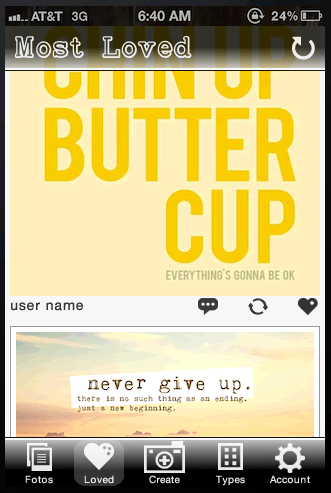 AT&T 3G 6:40 AM 24%
Most Loved
CHIN UP
BUTTER
CUP
EVERYTHING'S GONNA BE OK
user name
never give up.
there is no such thing as an ending.
just a new beginning.
Fotos Loved Create Types Account